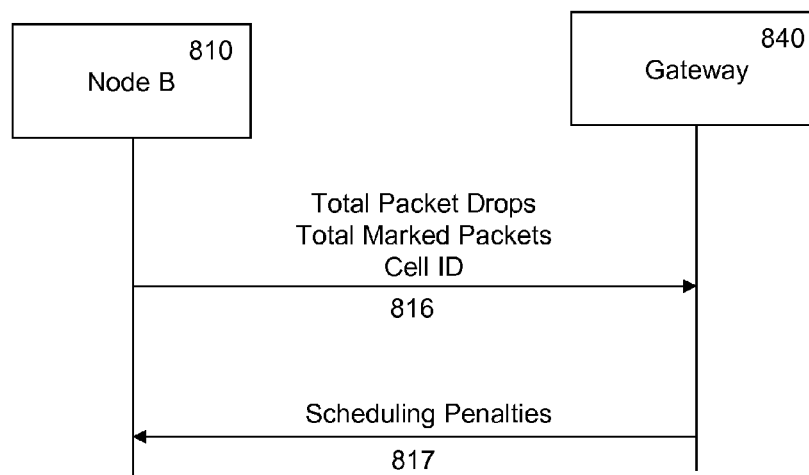 810
Node B
840
Gateway
Total Packet Drops
Total Marked Packets
Cell ID
816
Scheduling Penalties
817